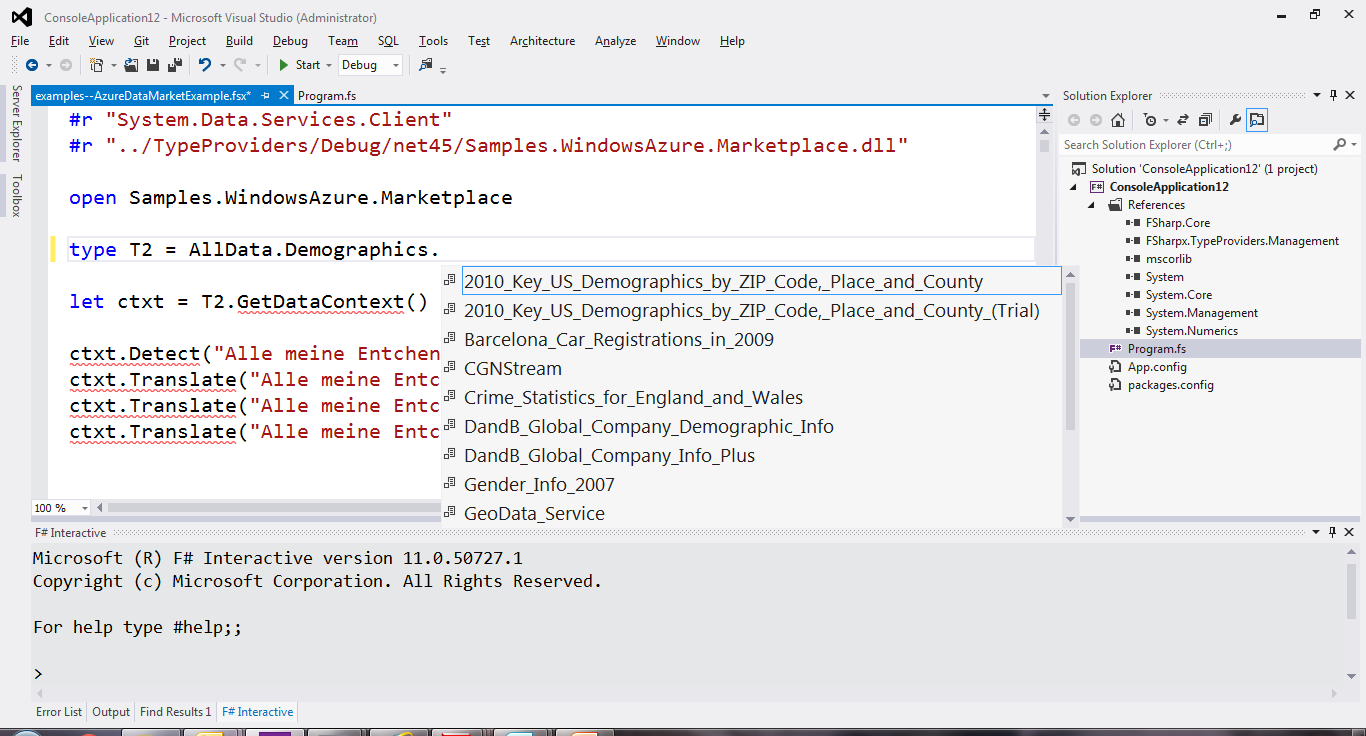 ConsoleApplication12 - Microsoft Visual Studio (Administrator)
File Edit View Git Project Build Debug Team SQL Tools Test Architecture Analyze Window Help
Start Debug
Server Explorer
Toolbox
examples--AzureDataMarketExample.fsx* Program.fs
#r "System.Data.Services.Client"
#r "../TypeProviders/Debug/net45/Samples.WindowsAzure.Marketplace.dll"
open Samples.WindowsAzure.Marketplace
type T2 = AllData.Demographics.
let ctxt = T2.GetDataContext()
ctxt.Detect("Alle meine Entchen
ctxt.Translate("Alle meine Entc
ctxt.Translate("Alle meine Entc
ctxt.Translate("Alle meine Entc
2010_Key_US_Demographics_by_ZIP_Code,_Place_and_County
2010_Key_US_Demographics_by_ZIP_Code,_Place_and_County_(Trial)
Barcelona_Car_Registrations_in_2009
CGNStream
Crime_Statistics_for_England_and_Wales
DandB_Global_Company_Demographic_Info
DandB_Global_Company_Info_Plus
Gender_Info_2007
GeoData_Service
100 %
Solution Explorer
Search Solution Explorer (Ctrl+;)
Solution 'ConsoleApplication12' (1 project)
F# ConsoleApplication12
References
FSharp.Core
FSharpx.TypeProviders.Management
mscorlib
System
System.Core
System.Management
System.Numerics
F# Program.fs
App.config
packages.config
F# Interactive
Microsoft (R) F# Interactive version 11.0.50727.1
Copyright (c) Microsoft Corporation. All Rights Reserved.
For help type #help;;
>
Error List Output Find Results 1 F# Interactive